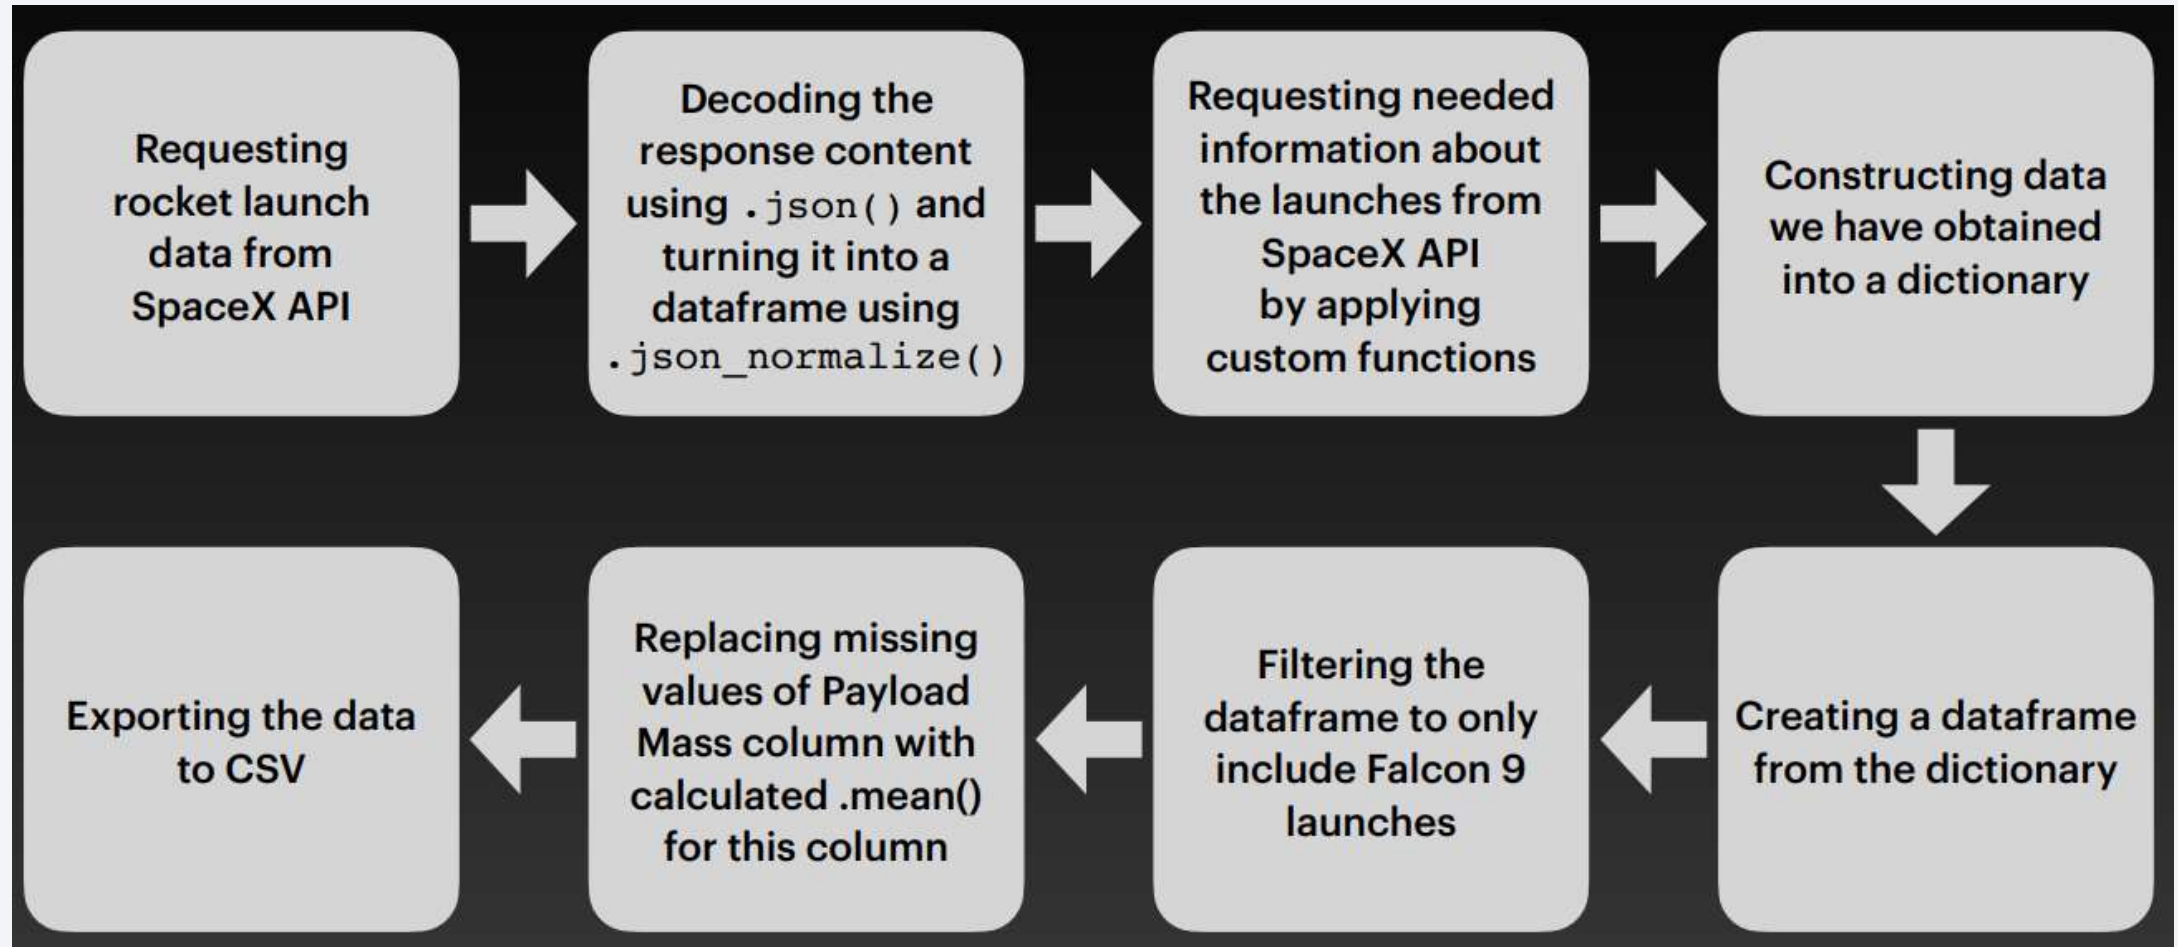 Requesting
rocket launch
data from
SpaceX API
Decoding the
response content
using .json() and
turning it into a
dataframe using
.json_normalize()
Requesting needed
information about
the launches from
SpaceX API
by applying
custom functions
Constructing data
we have obtained
into a dictionary
Creating a dataframe
from the dictionary
Filtering the
dataframe to only
include Falcon 9
launches
Replacing missing
values of Payload
Mass column with
calculated .mean()
for this column
Exporting the data
to CSV